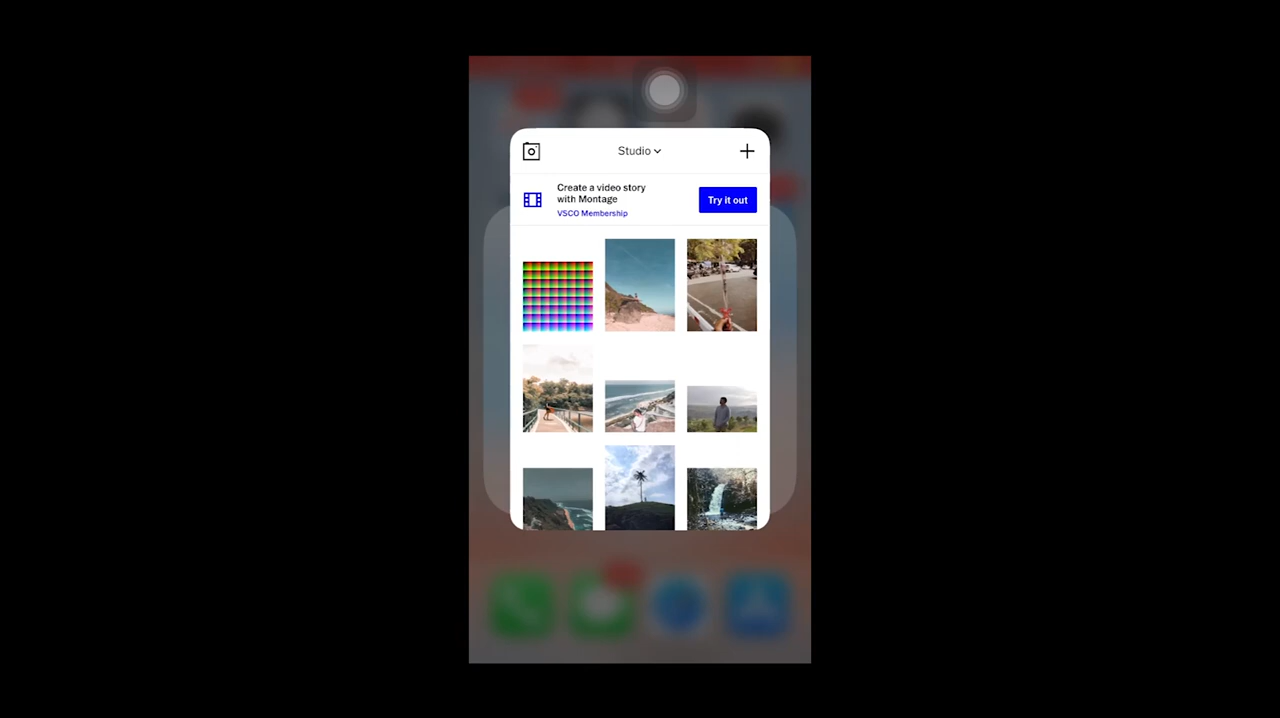 Studio
Create a video story
with Montage
VSCO Membership
Try it out